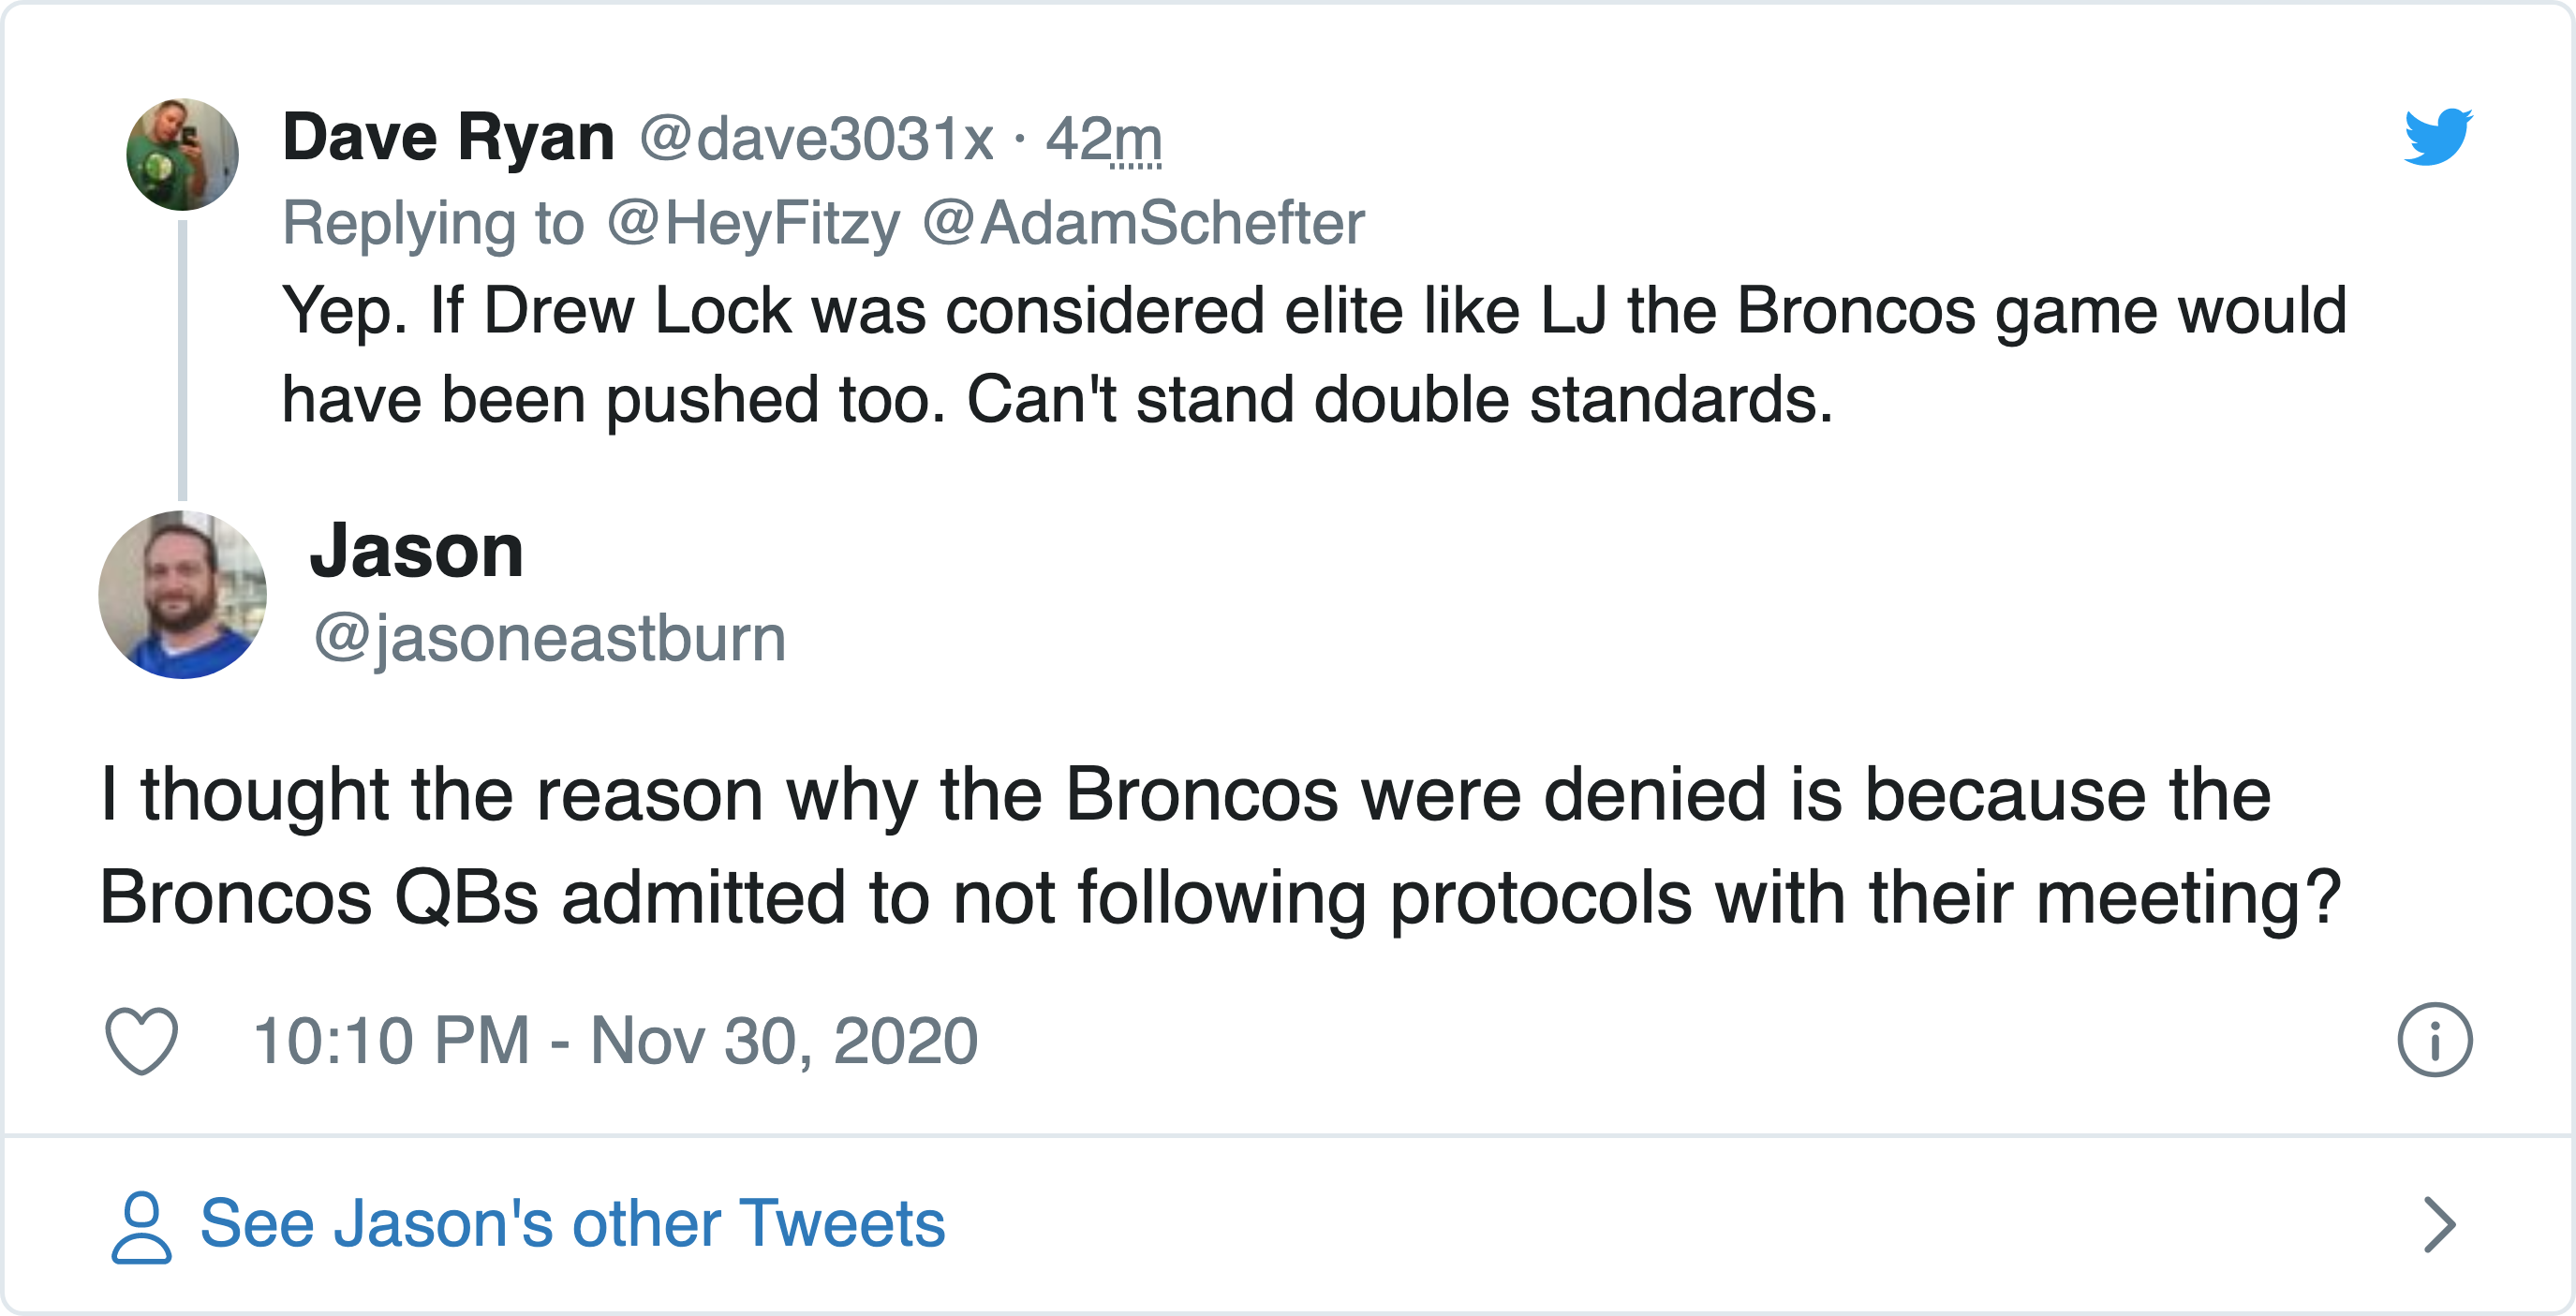 Dave Ryan @dave3031x · 42m
Replying to @HeyFitzy @AdamSchefter
Yep. If Drew Lock was considered elite like LJ the Broncos game would
have been pushed too. Can't stand double standards.
Jason
@jasoneastburn
I thought the reason why the Broncos were denied is because the
Broncos QBs admitted to not following protocols with their meeting?
10:10 PM - Nov 30, 2020
See Jason's other Tweets